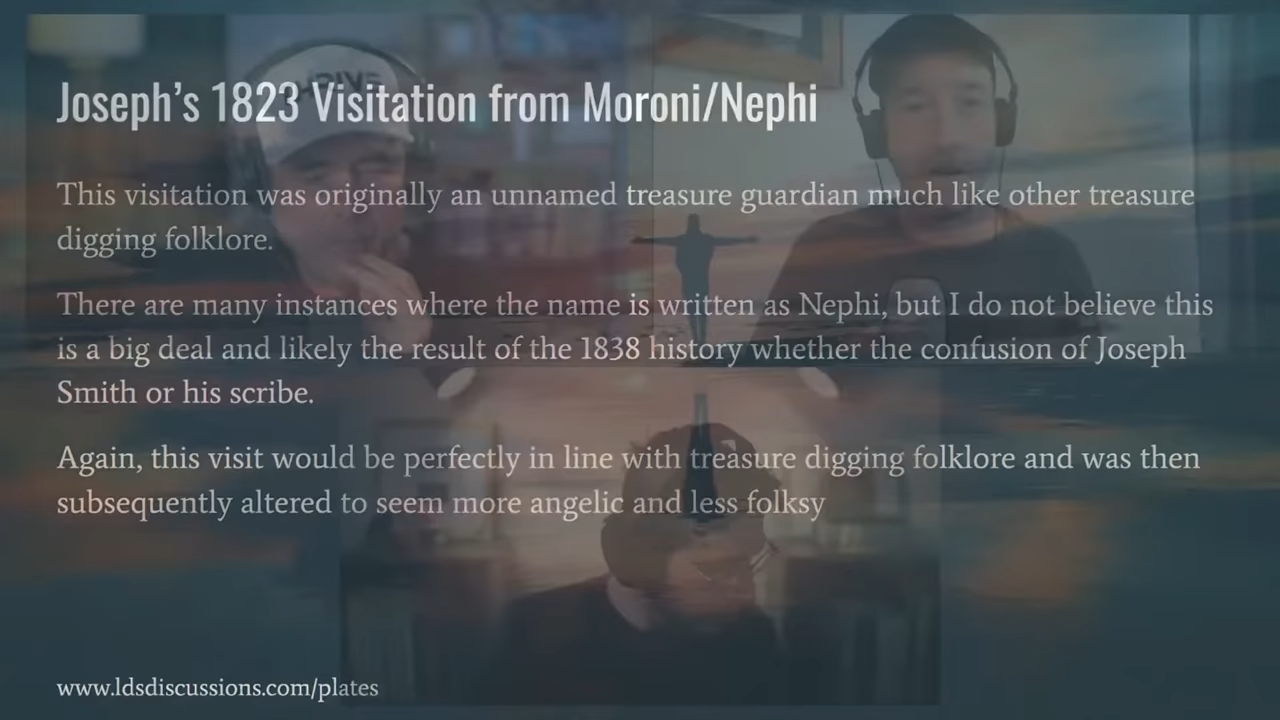 Joseph's 1823 Visitation from Moroni/Nephi
This visitation was originally an unnamed treasure guardian much like other treasure
digging folklore.
There are many instances where the name is written as Nephi, but I do not believe this
is a big deal and likely the result of the 1838 history whether the confusion of Joseph
Smith or his scribe.
Again, this visit would be perfectly in line with treasure digging folklore and was then
subsequently altered to seem more angelic and less folksy
www.ldsdiscussions.com/plates